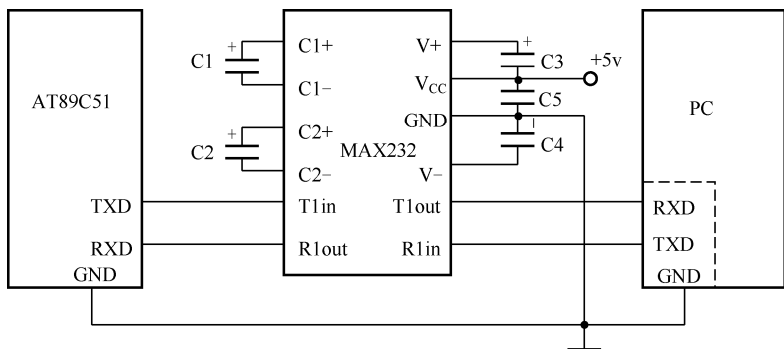 AT89C51
TXD
RXD
GND
C1
+
C2
+
C1+
C1−
C2+
C2−
MAX232
T1in
R1out
V+
VCC
GND
V−
T1out
R1in
+
C3
C5
C4
+5v
PC
RXD
TXD
GND